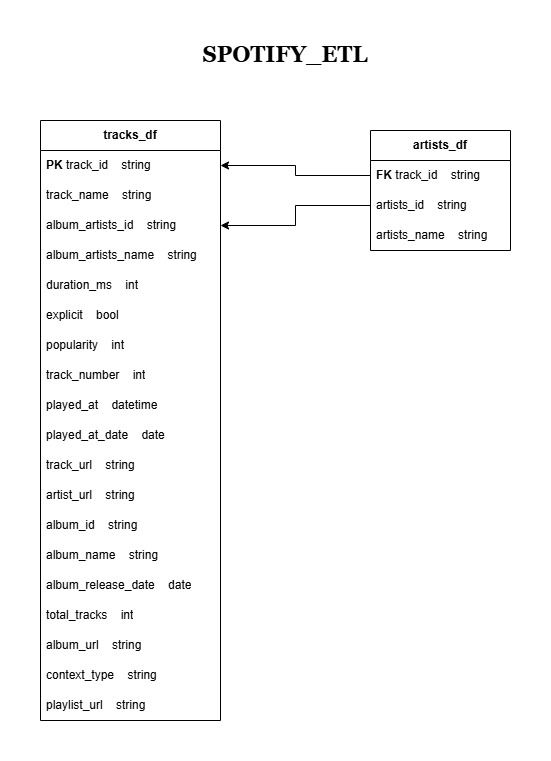 SPOTIFY_ETL
tracks_df
PK track_id string
track_name string
album_artists_id string
album_artists_name string
duration_ms int
explicit bool
popularity int
track_number int
played_at datetime
played_at_date date
track_url string
artist_url string
album_id string
album_name string
album_release_date date
total_tracks int
album_url string
context_type string
playlist_url string
artists_df
FK track_id string
artists_id string
artists_name string